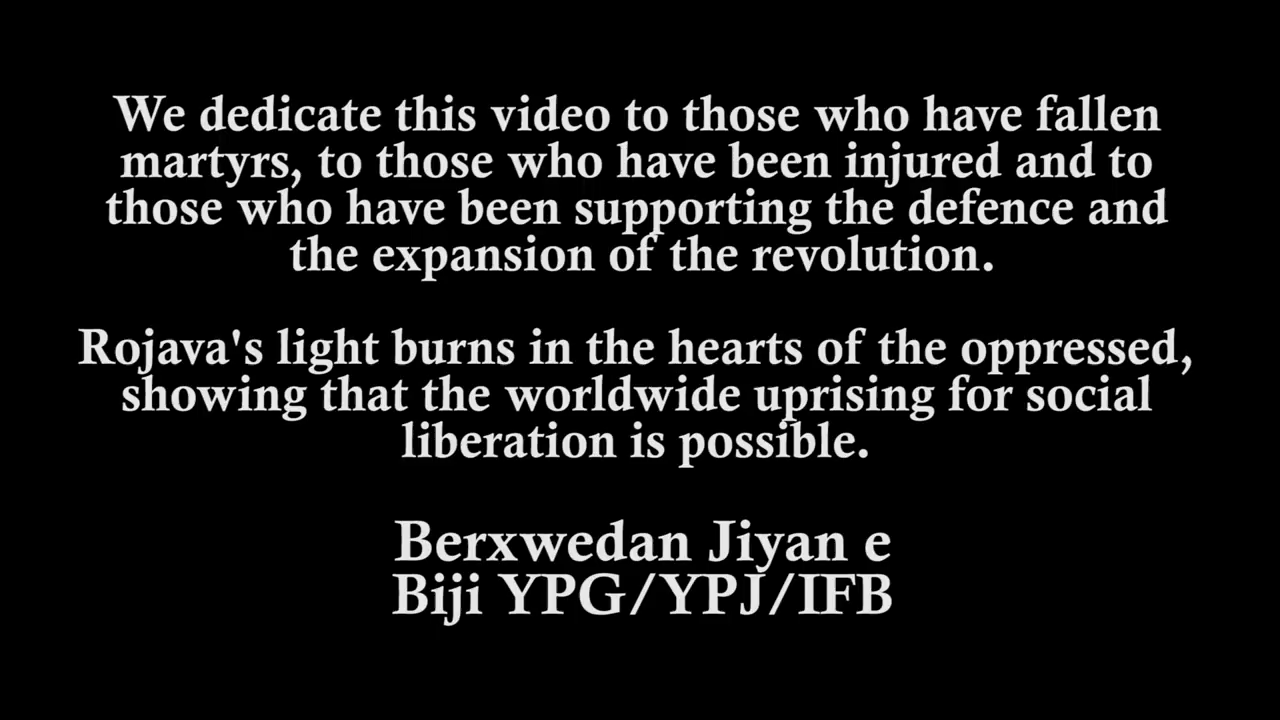 We dedicate this video to those who have fallen
martyrs, to those who have been injured and to
those who have been supporting the defence and
the expansion of the revolution.
Rojava's light burns in the hearts of the oppressed,
showing that the worldwide uprising for social
liberation is possible.
Berxwedan Jiyan e
Biji YPG/YPJ/IFB